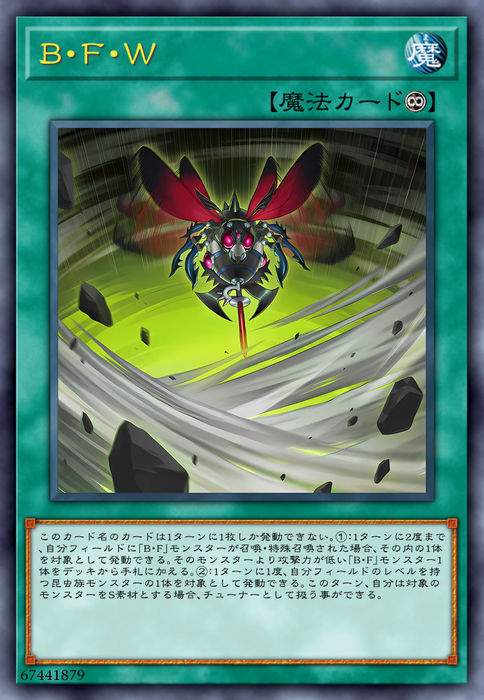 B・F・W
魔
【魔法カード】
このカード名のカードは1ターンに1枚しか発動できない。①:1ターンに2度まで
、自分フィールドに「B・F」モンスターが召喚・特殊召喚された場合、その内の1体
を対象として発動できる。そのモンスターより攻撃力が低い「B・F」モンスター1
体をデッキから手札に加える。②:1ターンに1度、自分フィールドのレベルを持
つ昆虫族モンスターの1体を対象として発動できる。このターン、自分は対象の
モンスターをS素材とする場合、チューナーとして扱う事ができる。
67441879